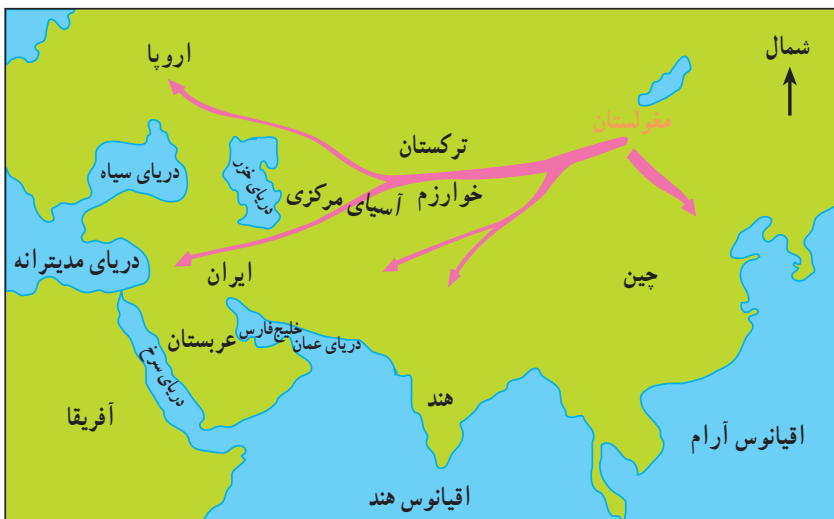 شمال
اروپا
مغولستان
ترکستان
دریای سیاه
دریای خزر
آسیای مرکزی
خوارزم
دریای مدیترانه
ایران
چین
خلیج‌فارس
دریای عمان
عربستان
دریای سرخ
هند
آفریقا
اقیانوس آرام
اقیانوس هند